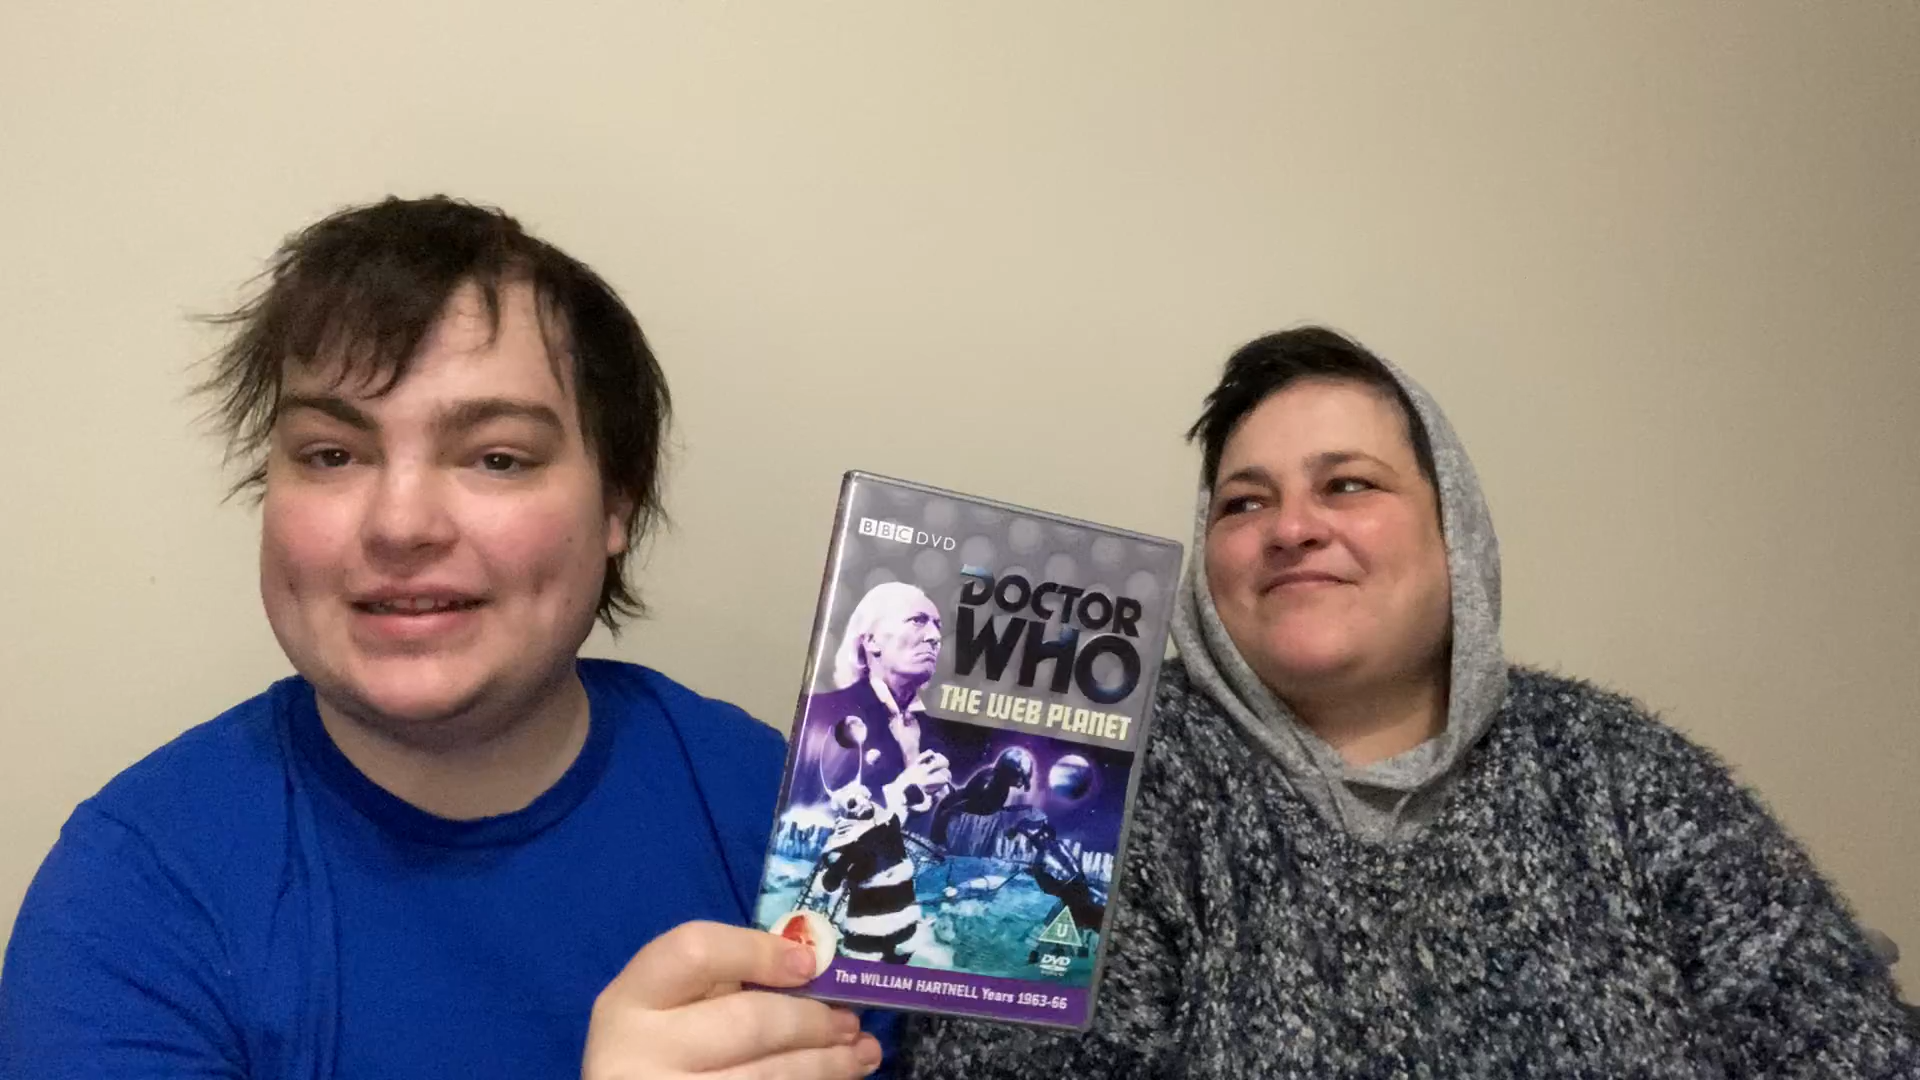 BBC DVD
DOCTOR
WHO
THE WEB PLANET
U
DVD
The WILLIAM HARTNELL Years 1963-66